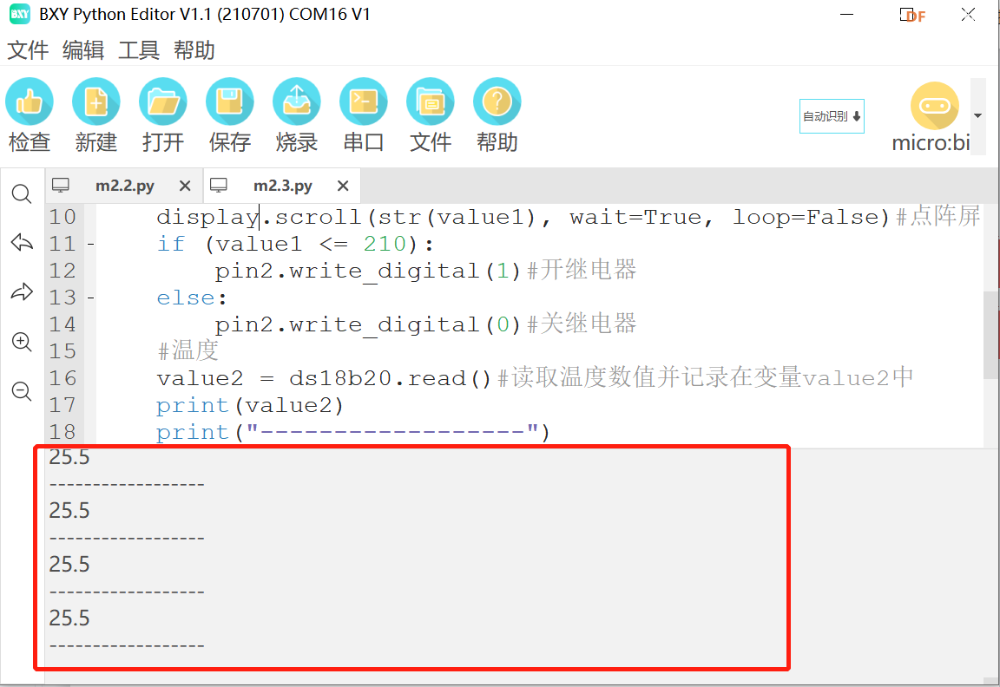 BXY BXY Python Editor V1.1 (210701) COM16 V1
DF
文件 编辑 工具 帮助
检查 新建 打开 保存 烧录 串口 文件 帮助
自动识别
micro:bi
m2.2.py m2.3.py
10 display.scroll(str(value1), wait=True, loop=False)#点阵屏
11 if (value1 <= 210):
12 pin2.write_digital(1)#开继电器
13 else:
14 pin2.write_digital(0)#关继电器
15 #温度
16 value2 = ds18b20.read()#读取温度数值并记录在变量value2中
17 print(value2)
18 print("------------------")
25.5
------------------
25.5
------------------
25.5
------------------
25.5
------------------